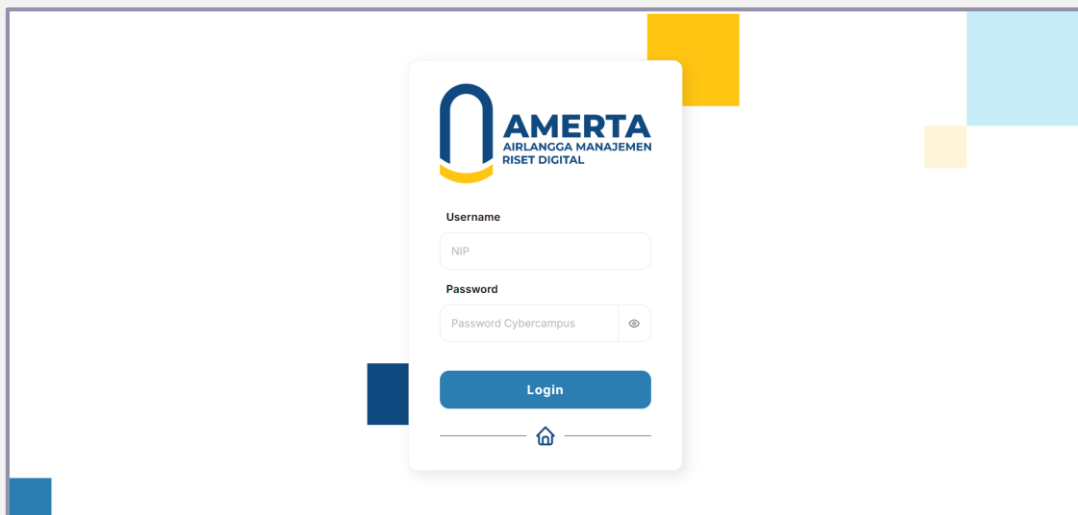 AMERTA
AIRLANGGA MANAJEMEN
RISET DIGITAL
Username
NIP
Password
Password Cybercampus
Login